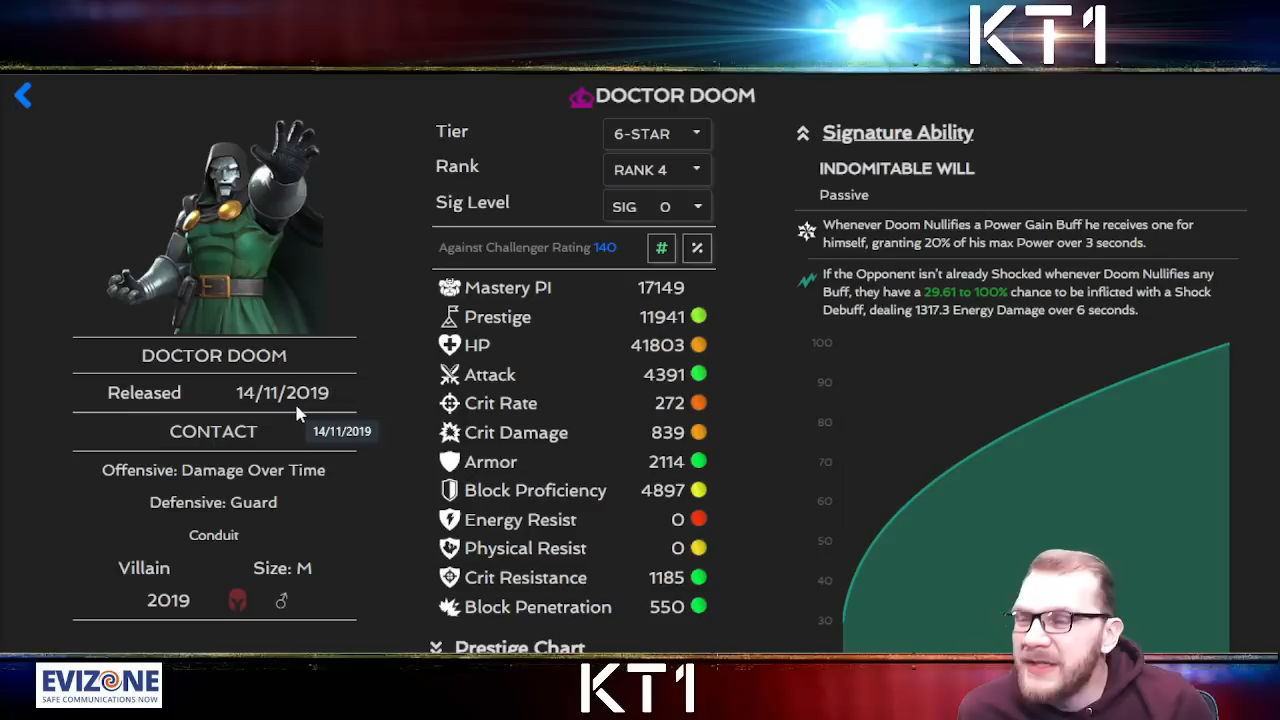 KT1
DOCTOR DOOM
Tier
6-STAR
Rank
RANK 4
Sig Level
SIG 0
Against Challenger Rating 140
#
%
Mastery PI 17149
Prestige 11941
HP 41803
Attack 4391
Crit Rate 272
Crit Damage 839
Armor 2114
Block Proficiency 4897
Energy Resist 0
Physical Resist 0
Crit Resistance 1185
Block Penetration 550
Prestige Chart
DOCTOR DOOM
Released 14/11/2019
14/11/2019
CONTACT
Offensive: Damage Over Time
Defensive: Guard
Conduit
Villain Size: M
2019 ♂
Signature Ability
INDOMITABLE WILL
Passive
Whenever Doom Nullifies a Power Gain Buff he receives one for
himself, granting 20% of his max Power over 3 seconds.
If the Opponent isn't already Shocked whenever Doom Nullifies any
Buff, they have a 29.61 to 100% chance to be inflicted with a Shock
Debuff, dealing 1317.3 Energy Damage over 6 seconds.
100
90
80
70
60
50
40
30
EVIZONE
SAFE COMMUNICATIONS NOW
KT1